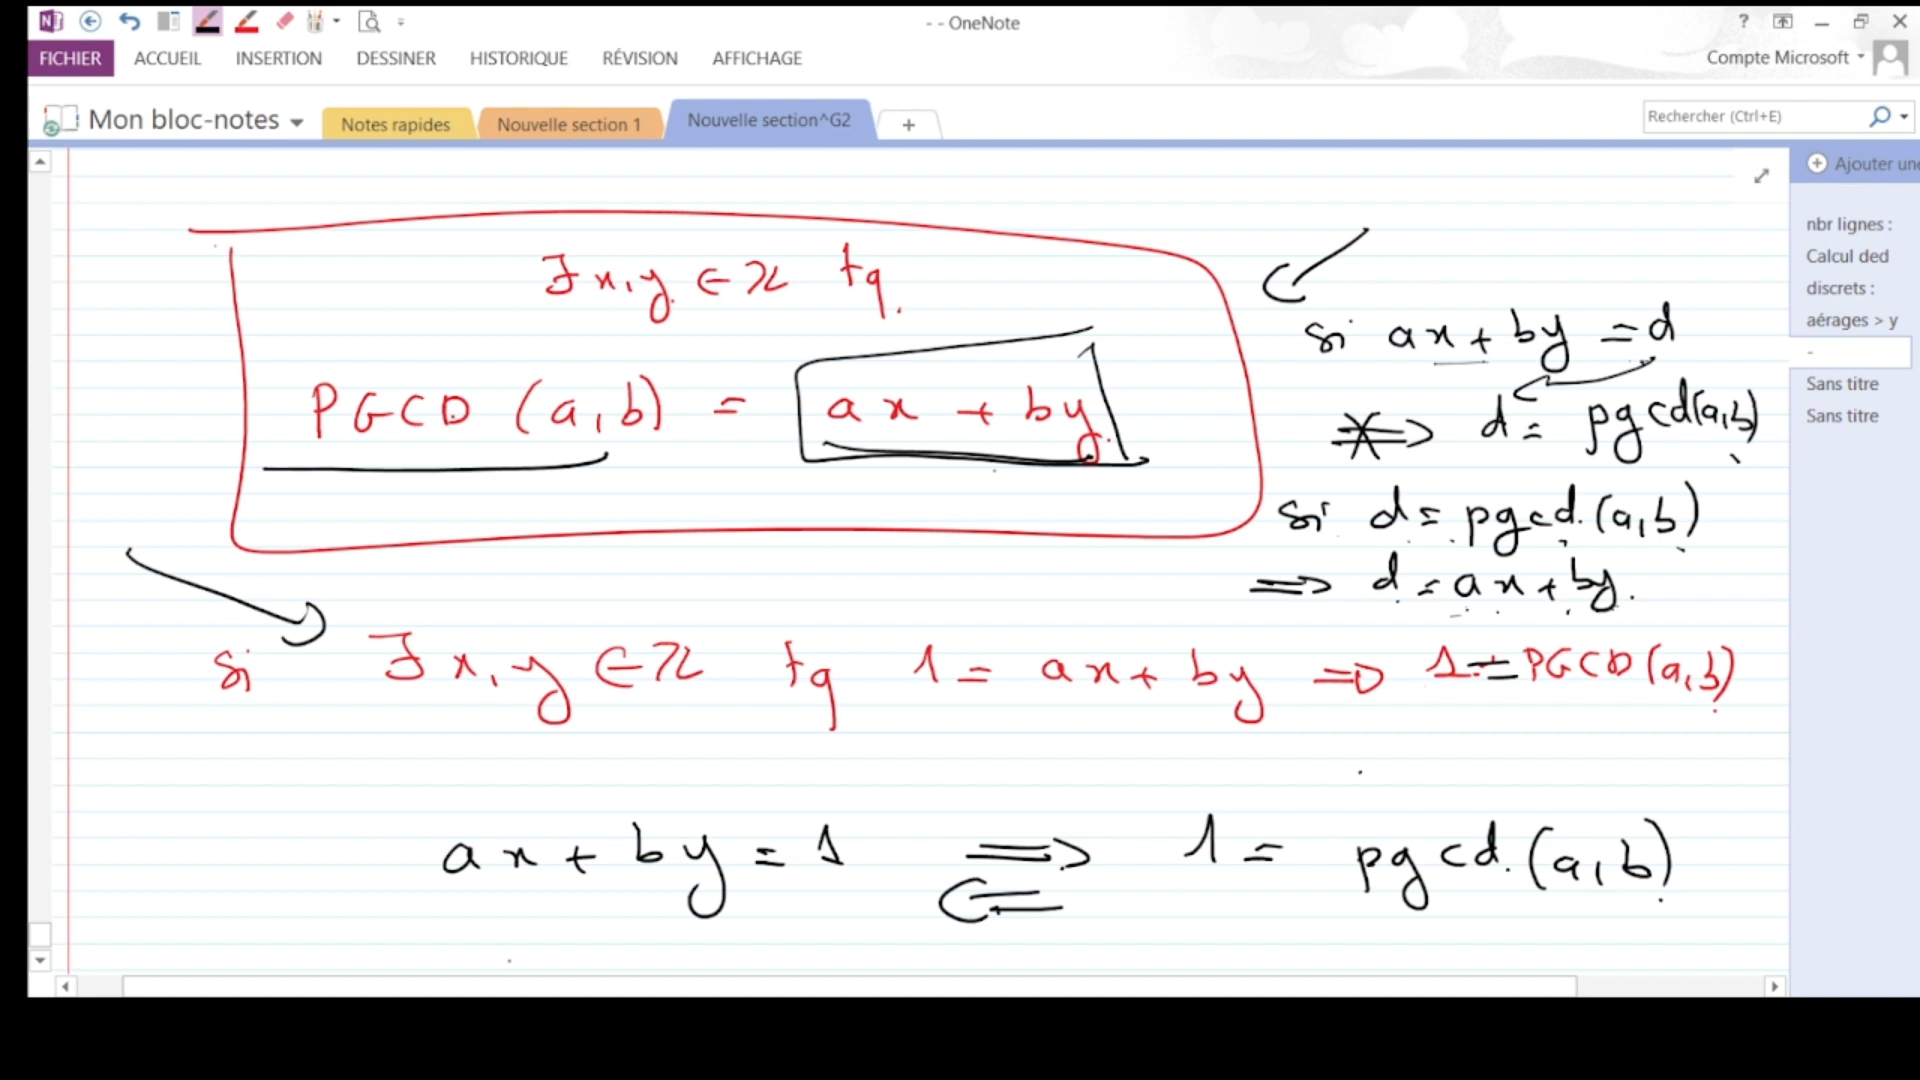 - - OneNote
?
FICHIER ACCUEIL INSERTION DESSINER HISTORIQUE RÉVISION AFFICHAGE
Compte Microsoft
Mon bloc-notes
Notes rapides
Nouvelle section 1
Nouvelle section^G2
+
Rechercher (Ctrl+E)
Ajouter une
nbr lignes :
Calcul ded
discrets :
aérages > y
-
Sans titre
Sans titre
∃ x, y ∈ ℤ tq.
PGCD (a, b) = ax + by
si ax + by = d
⇏ d = pgcd(a,b)
si d = pgcd.(a,b)
⟹ d = ax + by.
si ∃ x, y ∈ ℤ tq 1 = ax + by ⟹ 1 = PGCD(a,b)
ax + by = 1 ⟹ 1 = pgcd.(a,b)
⟸